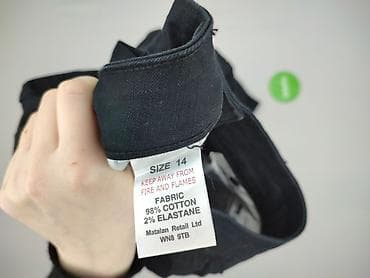 SIZE 14
KEEP AWAY FROM
FIRE AND FLAMES
FABRIC
98% COTTON
2% ELASTANE
Matalan Retail Ltd
WN8 9TB